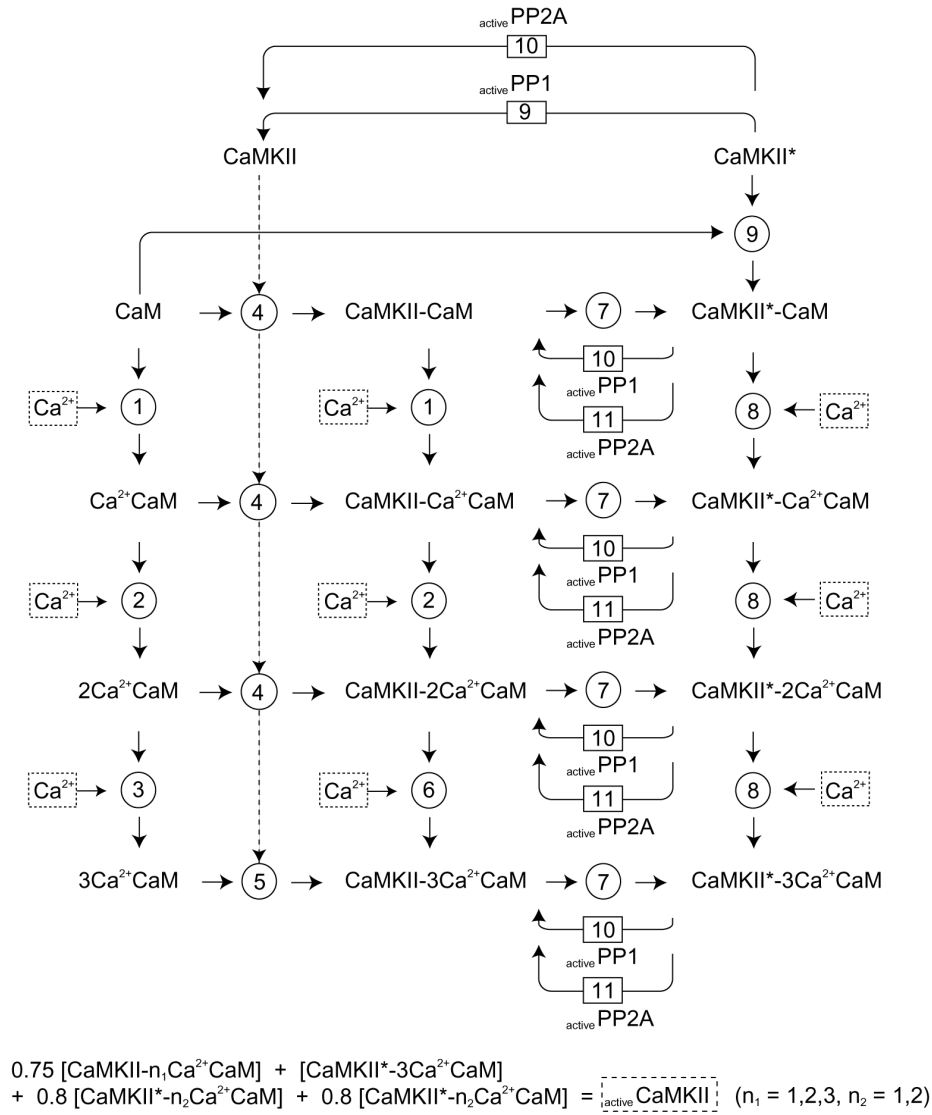 active PP2A
10
active PP1
9
CaMKII CaMKII*
9
CaM 4 CaMKII-CaM 7 CaMKII*-CaM
10
active PP1
Ca²⁺ 1 Ca²⁺ 1 8 Ca²⁺
11
active PP2A
Ca²⁺CaM 4 CaMKII-Ca²⁺CaM 7 CaMKII*-Ca²⁺CaM
10
active PP1
Ca²⁺ 2 Ca²⁺ 2 8 Ca²⁺
11
active PP2A
2Ca²⁺CaM 4 CaMKII-2Ca²⁺CaM 7 CaMKII*-2Ca²⁺CaM
10
active PP1
Ca²⁺ 3 Ca²⁺ 6 8 Ca²⁺
11
active PP2A
3Ca²⁺CaM 5 CaMKII-3Ca²⁺CaM 7 CaMKII*-3Ca²⁺CaM
10
active PP1
11
active PP2A
0.75 [CaMKII-n₁Ca²⁺CaM] + [CaMKII*-3Ca²⁺CaM]
+ 0.8 [CaMKII*-n₂Ca²⁺CaM] + 0.8 [CaMKII*-n₂Ca²⁺CaM] = active CaMKII (n₁ = 1,2,3, n₂ = 1,2)